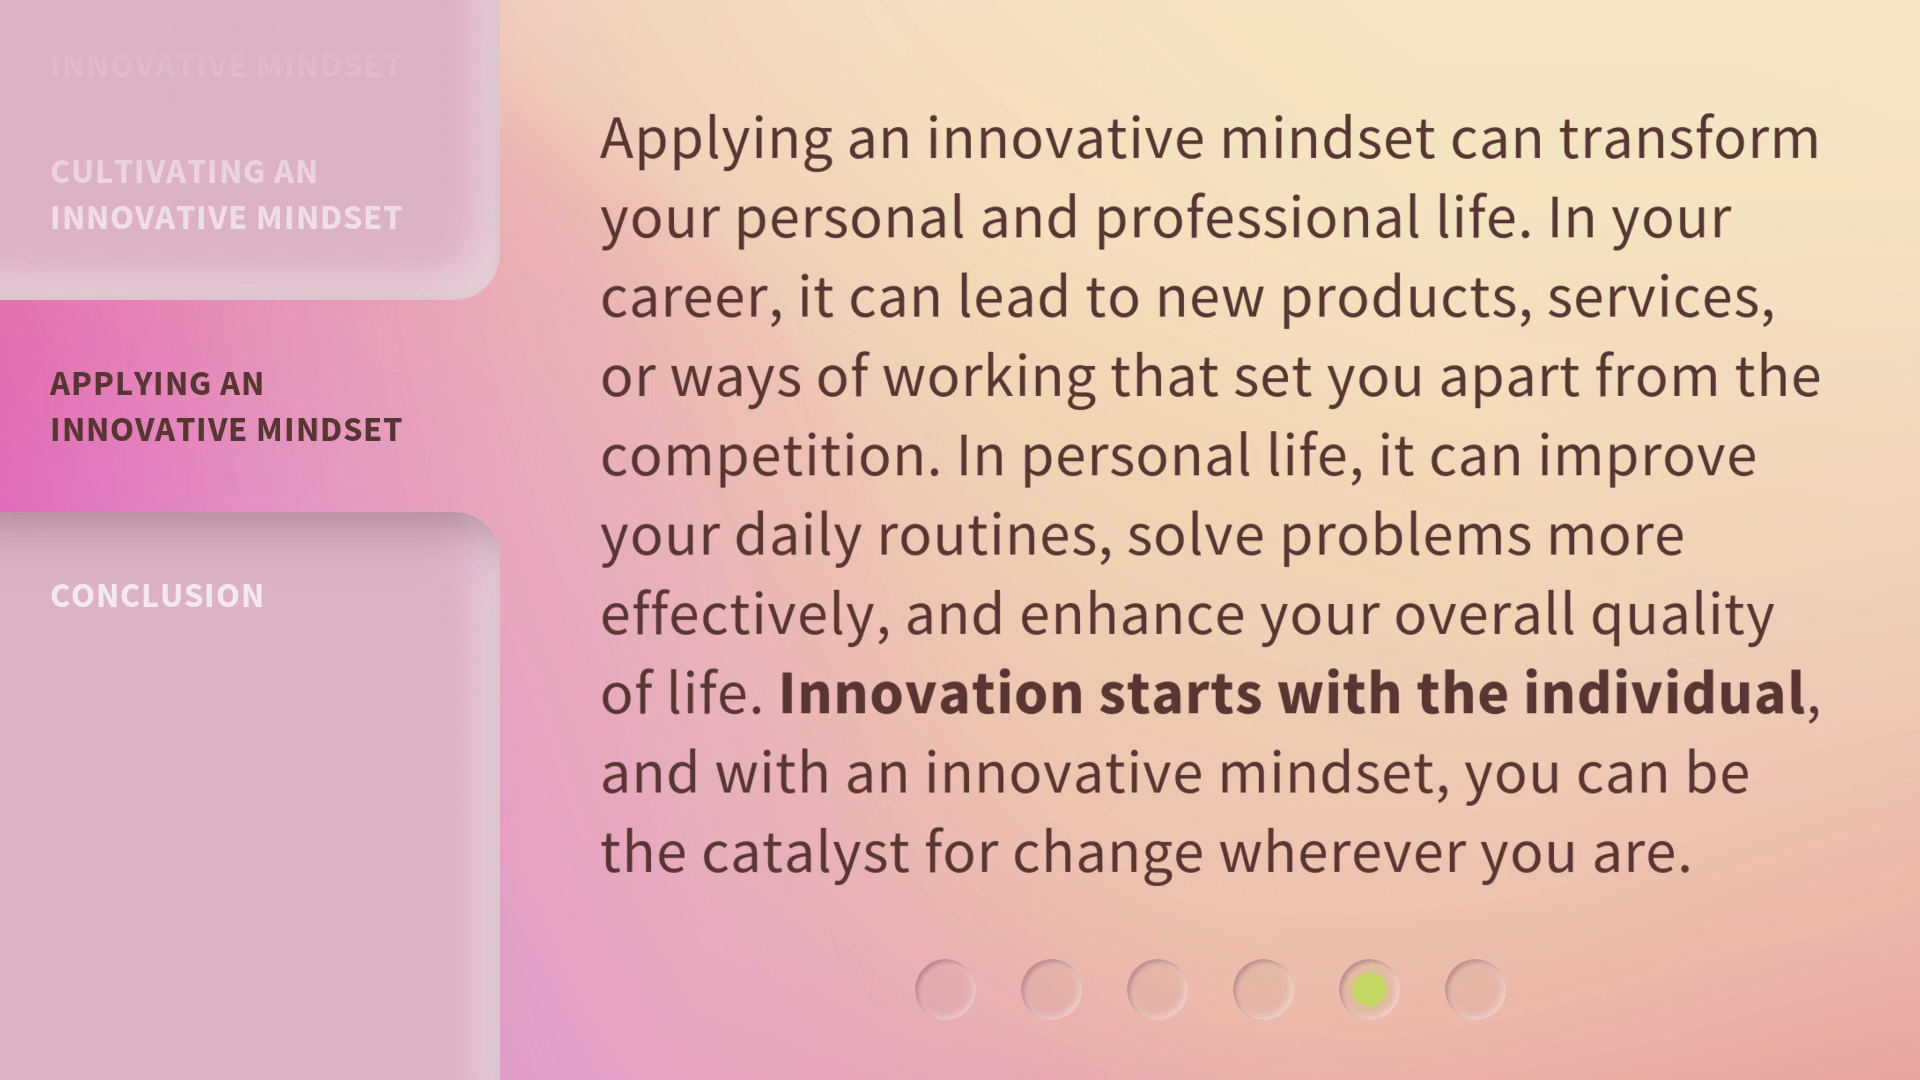 INNOVATIVE MINDSET
CULTIVATING AN
INNOVATIVE MINDSET
APPLYING AN
INNOVATIVE MINDSET
CONCLUSION
Applying an innovative mindset can transform
your personal and professional life. In your
career, it can lead to new products, services,
or ways of working that set you apart from the
competition. In personal life, it can improve
your daily routines, solve problems more
effectively, and enhance your overall quality
of life. Innovation starts with the individual,
and with an innovative mindset, you can be
the catalyst for change wherever you are.